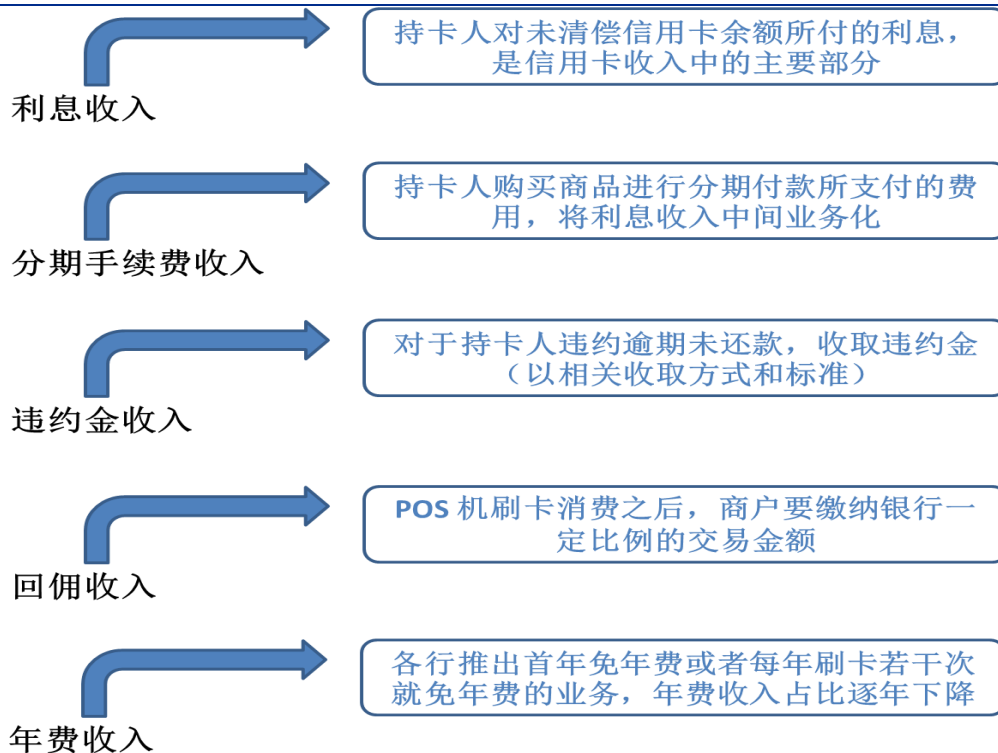 持卡人对未清偿信用卡余额所付的利息，
是信用卡收入中的主要部分
利息收入
持卡人购买商品进行分期付款所支付的费
用，将利息收入中间业务化
分期手续费收入
对于持卡人违约逾期未还款，收取违约金
（以相关收取方式和标准）
违约金收入
POS 机刷卡消费之后，商户要缴纳银行一
定比例的交易金额
回佣收入
各行推出首年免年费或者每年刷卡若干次
就免年费的业务，年费收入占比逐年下降
年费收入